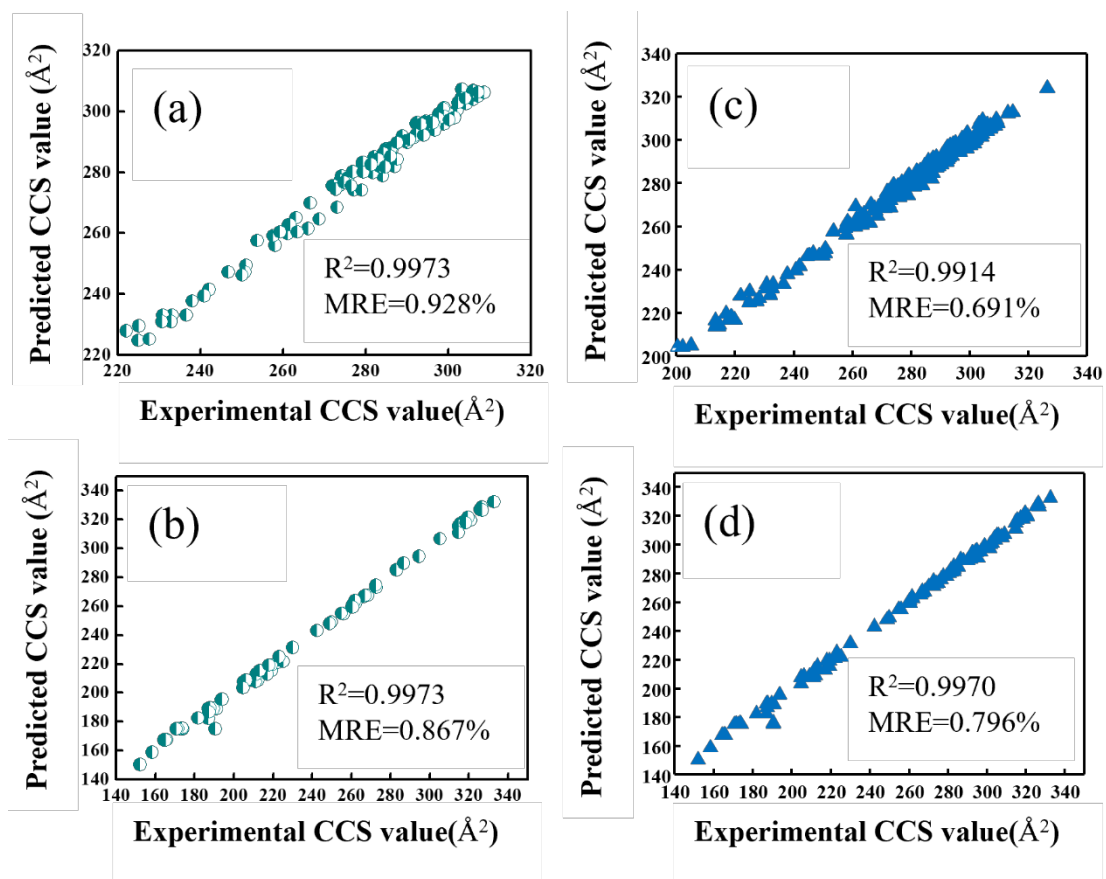 Predicted CCS value (Å²)
320
300
280
260
240
220
(a)
R²=0.9973
MRE=0.928%
220 240 260 280 300 320
Experimental CCS value(Å²)
Predicted CCS value (Å²)
340
320
300
280
260
240
220
200
(c)
R²=0.9914
MRE=0.691%
200 220 240 260 280 300 320 340
Experimental CCS value(Å²)
Predicted CCS value (Å²)
340
320
300
280
260
240
220
200
180
160
140
(b)
R²=0.9973
MRE=0.867%
140 160 180 200 220 240 260 280 300 320 340
Experimental CCS value(Å²)
Predicted CCS value (Å²)
340
320
300
280
260
240
220
200
180
160
140
(d)
R²=0.9970
MRE=0.796%
140 160 180 200 220 240 260 280 300 320 340
Experimental CCS value(Å²)